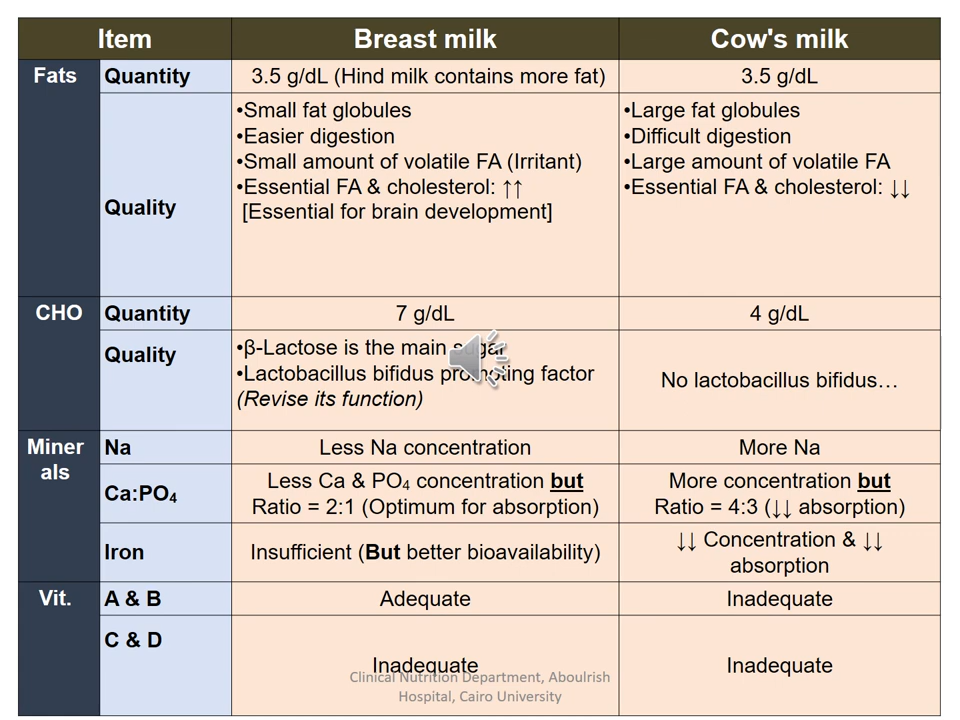 Item Breast milk Cow's milk
Fats Quantity 3.5 g/dL (Hind milk contains more fat) 3.5 g/dL
Quality
•Small fat globules
•Easier digestion
•Small amount of volatile FA (Irritant)
•Essential FA & cholesterol: ↑↑
[Essential for brain development]
•Large fat globules
•Difficult digestion
•Large amount of volatile FA
•Essential FA & cholesterol: ↓↓
CHO Quantity 7 g/dL 4 g/dL
Quality
•β-Lactose is the main sugar
•Lactobacillus bifidus promoting factor
(Revise its function)
No lactobacillus bifidus…
Miner
als
Na Less Na concentration More Na
Ca:PO₄
Less Ca & PO₄ concentration but
Ratio = 2:1 (Optimum for absorption)
More concentration but
Ratio = 4:3 (↓↓ absorption)
Iron Insufficient (But better bioavailability)
↓↓ Concentration & ↓↓
absorption
Vit. A & B Adequate Inadequate
C & D Inadequate Inadequate
Clinical Nutrition Department, Aboulrish
Hospital, Cairo University